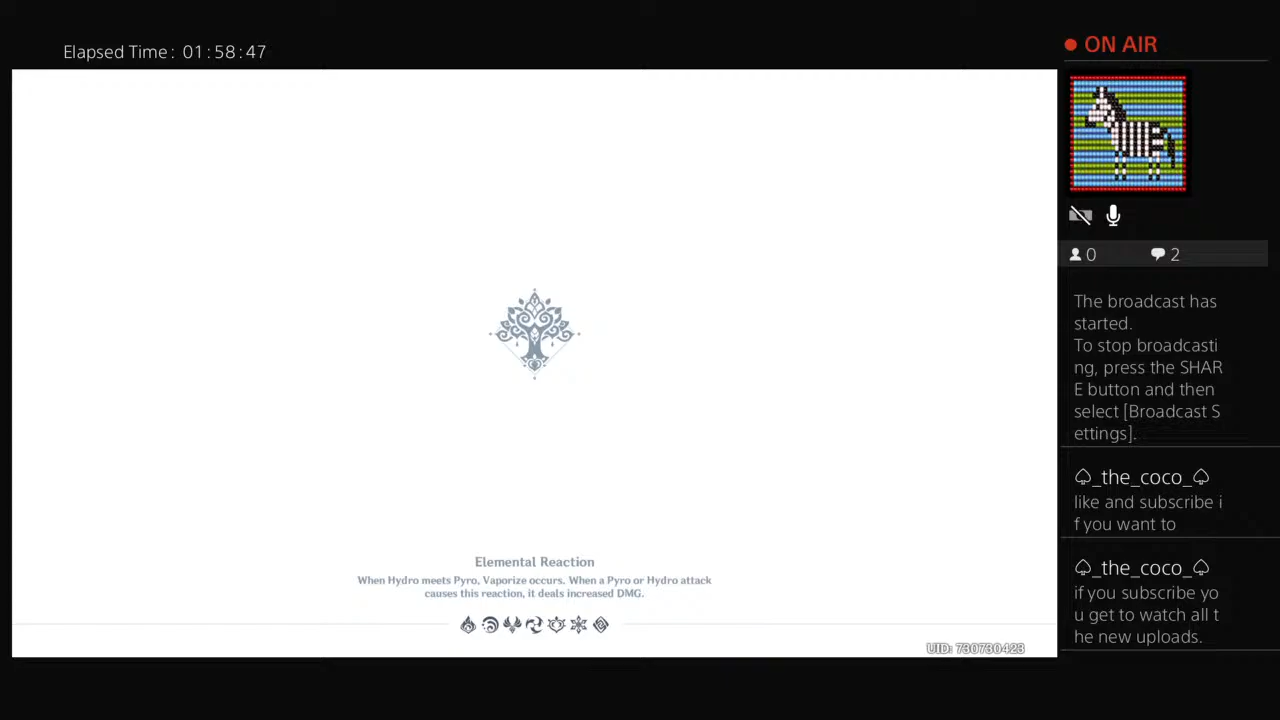 Elapsed Time: 01:58:47
ON AIR
0
2
The broadcast has
started.
To stop broadcasti
ng, press the SHAR
E button and then
select [Broadcast S
ettings].
♤_the_coco_♤
like and subscribe i
f you want to
♤_the_coco_♤
if you subscribe yo
u get to watch all t
he new uploads.
Elemental Reaction
When Hydro meets Pyro, Vaporize occurs. When a Pyro or Hydro attack
causes this reaction, it deals increased DMG.
UID: 730730423